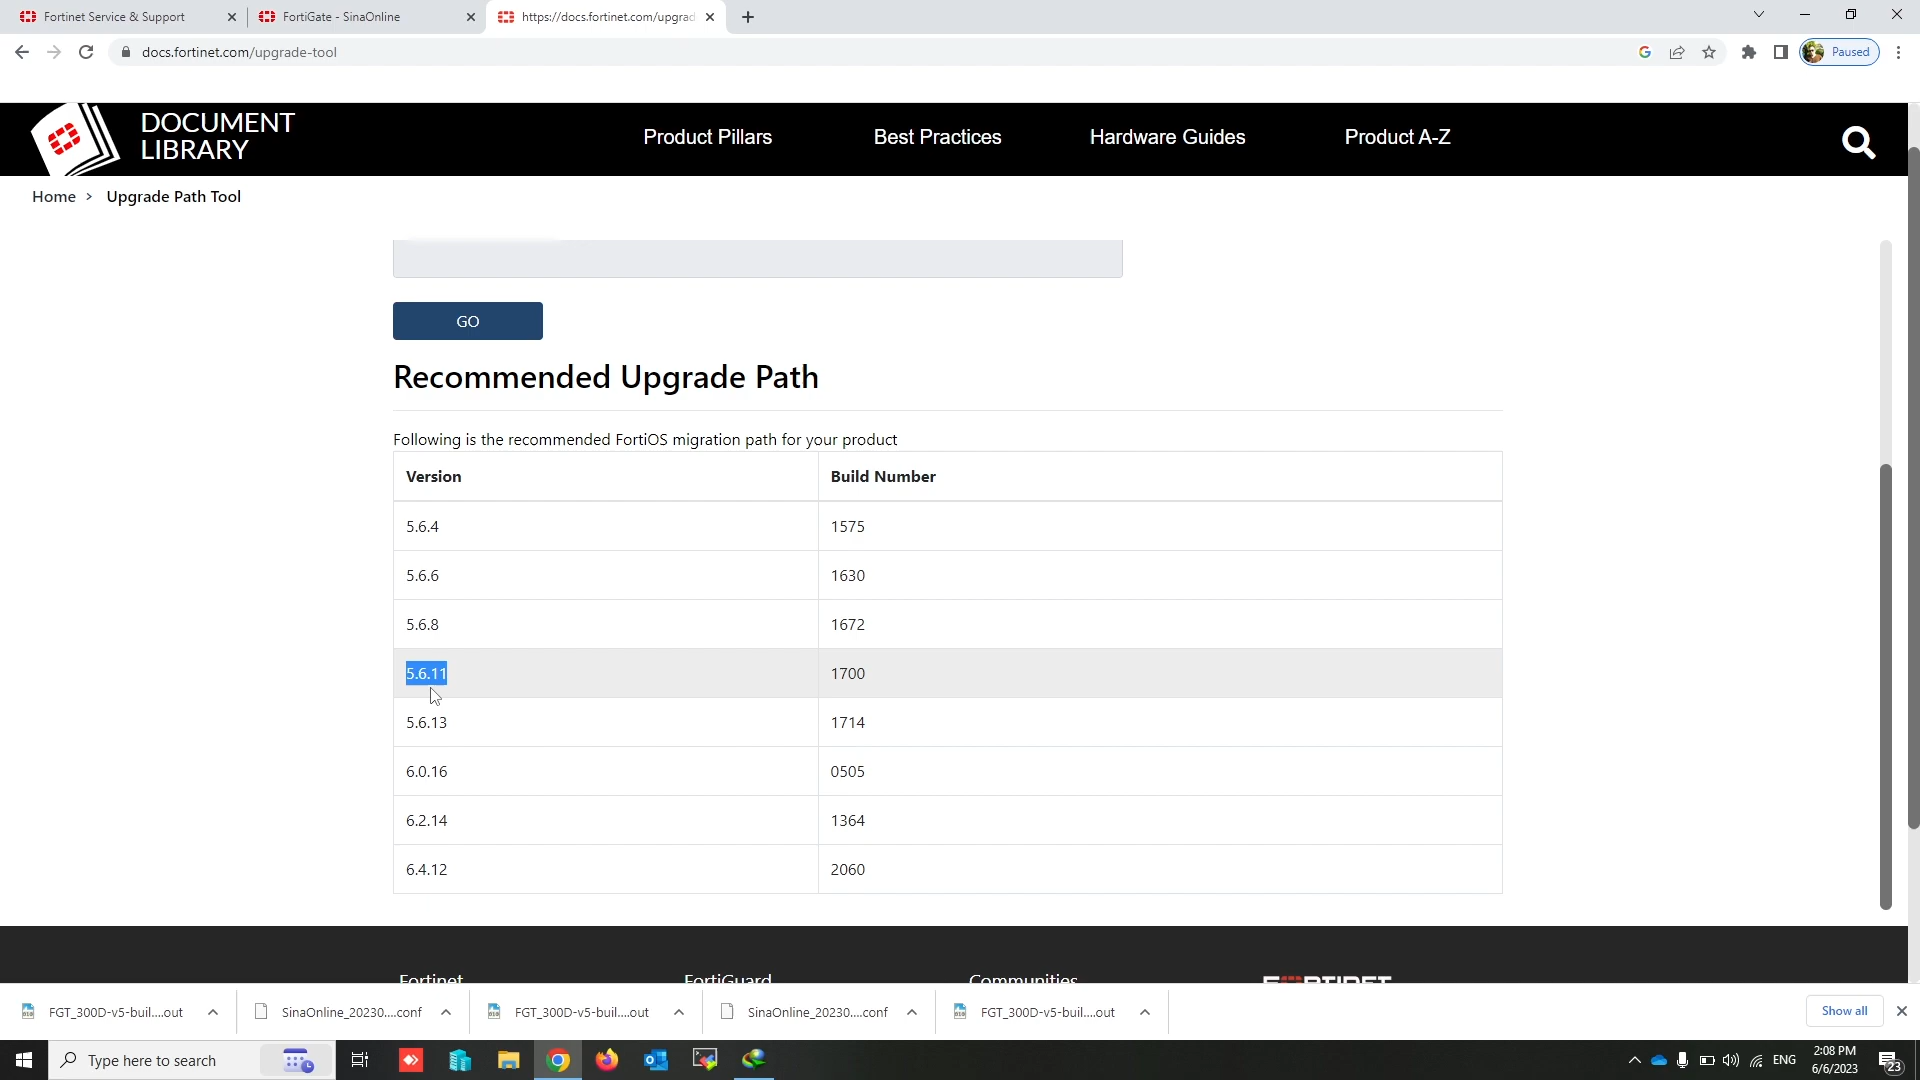 Fortinet Service & Support
FortiGate - SinaOnline
https://docs.fortinet.com/upgrad
docs.fortinet.com/upgrade-tool
Paused
DOCUMENT
LIBRARY
Product Pillars
Best Practices
Hardware Guides
Product A-Z
Home > Upgrade Path Tool
GO
Recommended Upgrade Path
Following is the recommended FortiOS migration path for your product
Version Build Number
5.6.4 1575
5.6.6 1630
5.6.8 1672
5.6.11 1700
5.6.13 1714
6.0.16 0505
6.2.14 1364
6.4.12 2060
Fortinet FortiGuard Communities FORTINET
FGT_300D-v5-buil....out
SinaOnline_20230....conf
FGT_300D-v5-buil....out
SinaOnline_20230....conf
FGT_300D-v5-buil....out
Show all
Type here to search
ENG
2:08 PM
6/6/2023
23